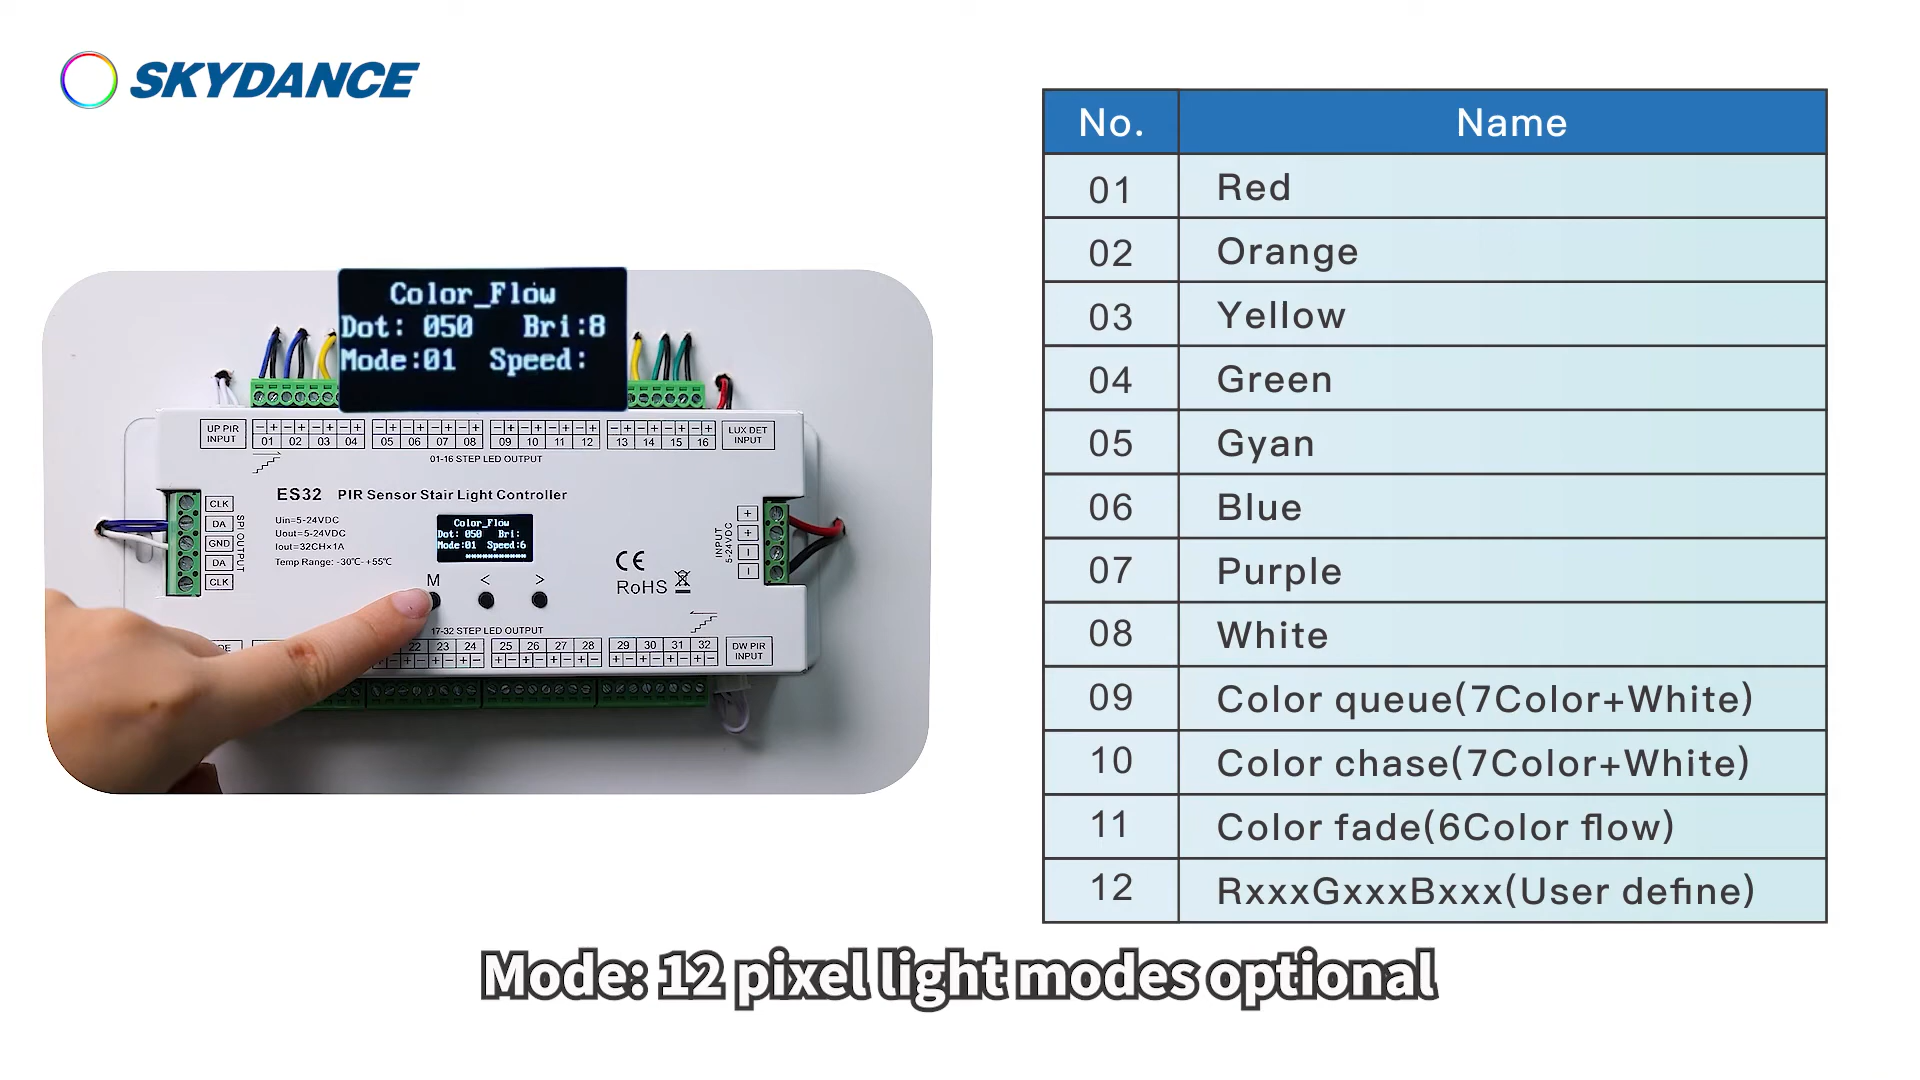 SKYDANCE
No. Name
01 Red
02 Orange
03 Yellow
04 Green
05 Gyan
06 Blue
07 Purple
08 White
09 Color queue(7Color+White)
10 Color chase(7Color+White)
11 Color fade(6Color flow)
12 RxxxGxxxBxxx(User define)
Color_Flow
Dot: 050 Bri:8
Mode:01 Speed:
UP PIR INPUT
- + - + - + - +
01 02 03 04
- + - + - + - +
05 06 07 08
- + - + - + - +
09 10 11 12
- + - + - + - +
13 14 15 16
LUX DET INPUT
01-16 STEP LED OUTPUT
ES32 PIR Sensor Stair Light Controller
CLK
DA
GND
DA
CLK
SPI OUTPUT
Uin=5-24VDC
Uout=5-24VDC
Iout=32CH×1A
Temp Range: -30℃- +55℃
Color_Flow
Dot: 050 Bri:
Mode:01 Speed:6
M < >
CE
RoHS
INPUT
5-24VDC
+
+
-
-
17-32 STEP LED OUTPUT
22 23 24
25 26 27 28
+ - + - + - + -
29 30 31 32
+ - + - + - + -
DW PIR INPUT
Mode: 12 pixel light modes optional